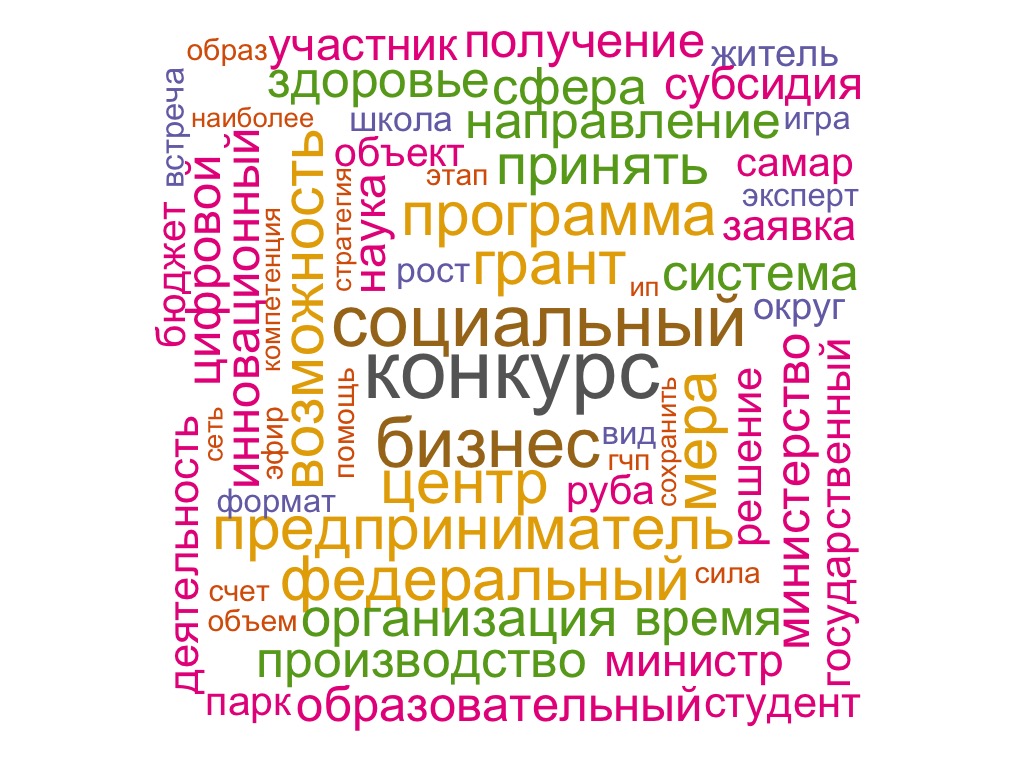 образ
участник
получение
житель
здоровье
сфера
субсидия
встреча
наиболее
школа
направление
игра
объект
этап
принять
самар
эксперт
бюджет
цифровой
инновационный
компетенция
возможность
стратегия
наука
программа
заявка
рост
грант
ип
система
округ
социальный
конкурс
помощь
бизнес
вид
гчп
сохранить
мера
решение
министерство
государственный
сеть
эфир
центр
руба
формат
деятельность
предприниматель
федеральный
сила
счет
объем
организация
время
производство
министр
парк
образовательный
студент